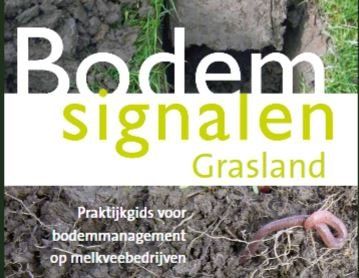 Bodem
signalen
Grasland
Praktijkgids voor
bodemmanagement
op melkveebedrijven